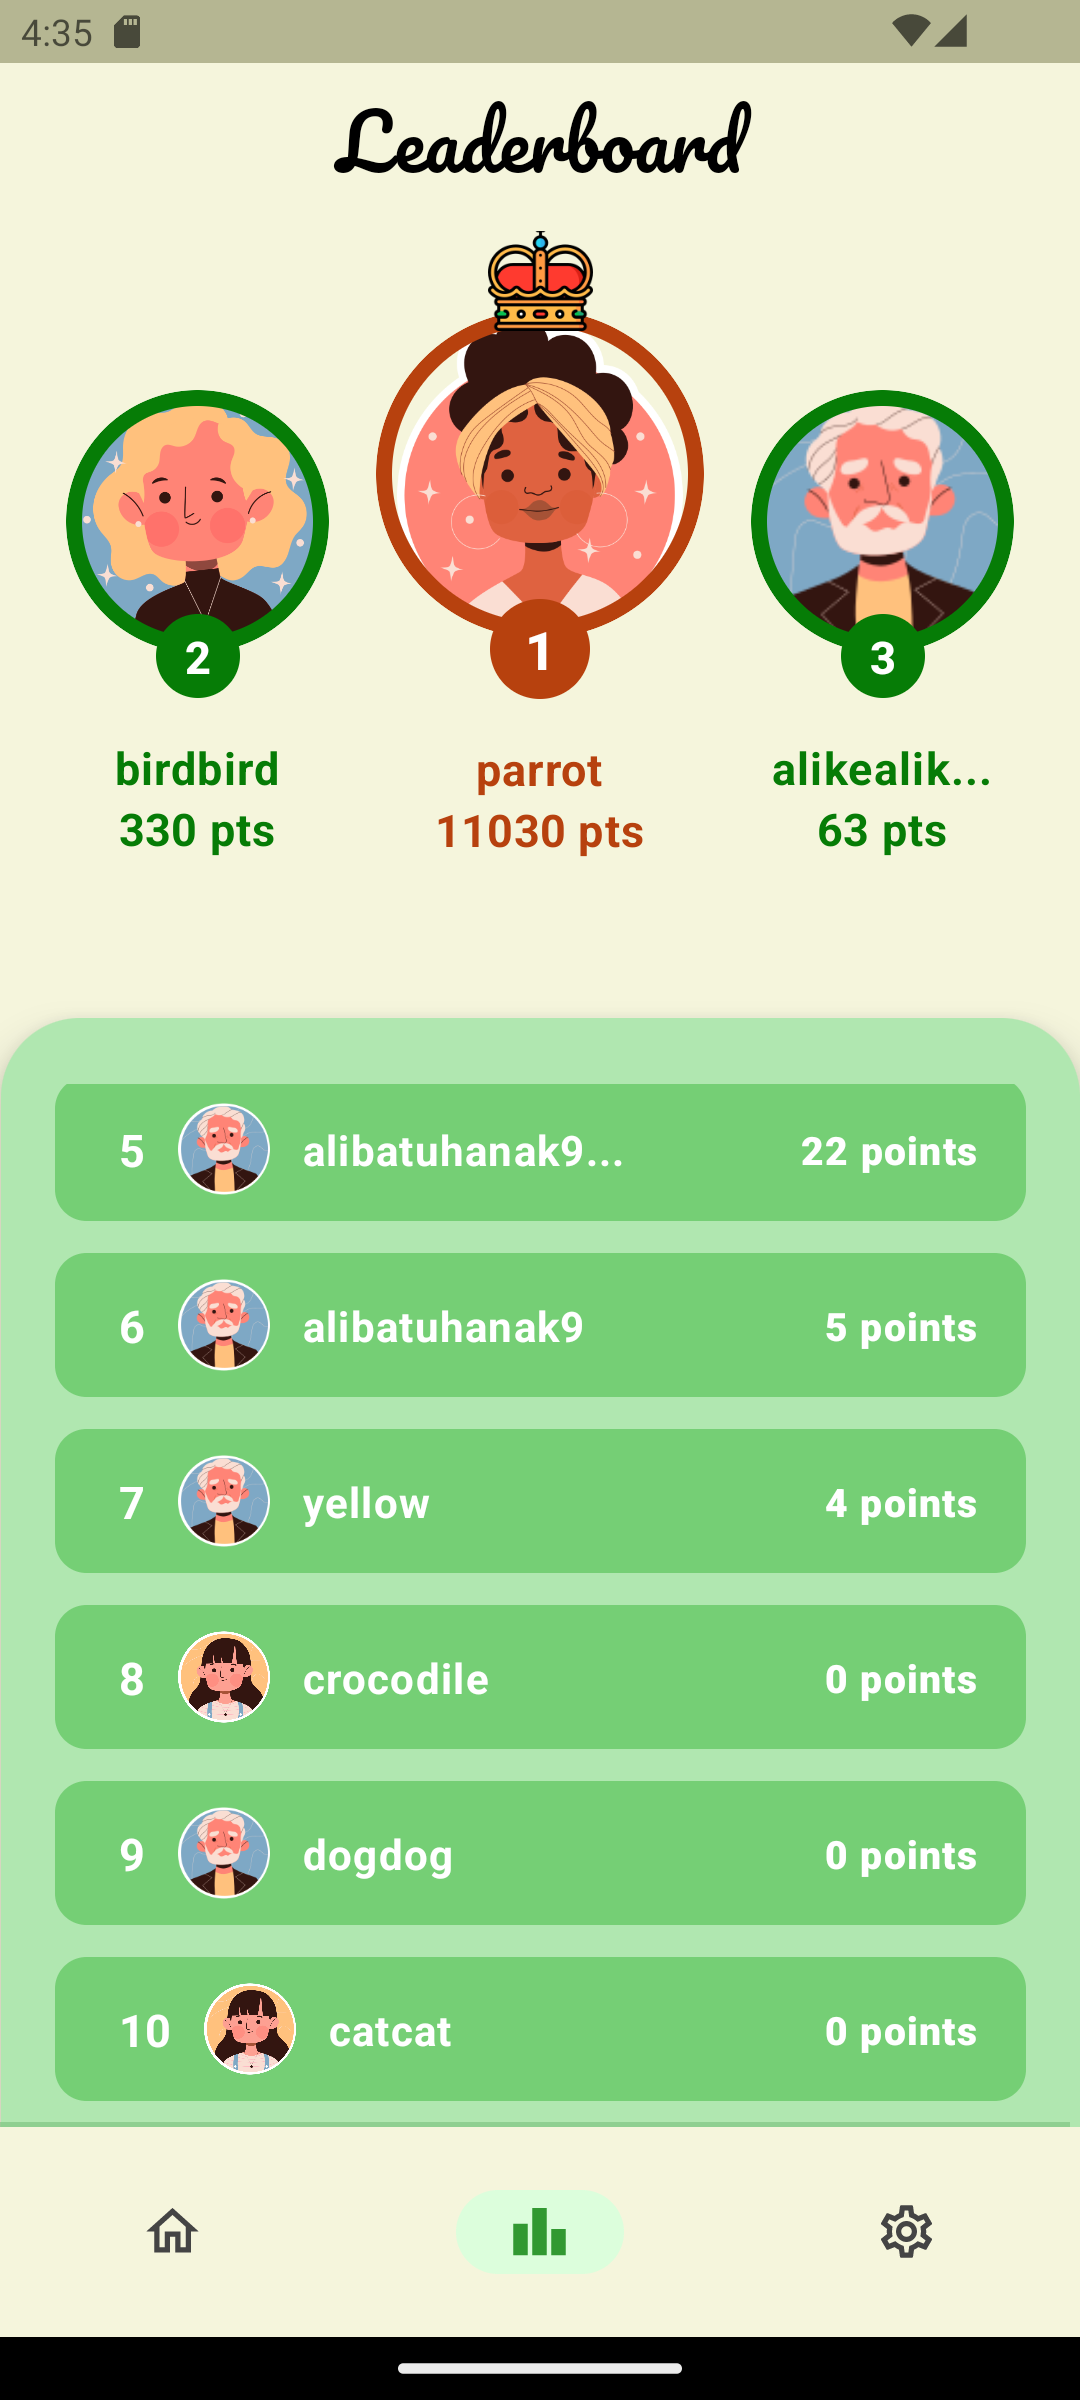 4:35
Leaderboard
2
1
3
birdbird
330 pts
parrot
11030 pts
alikealik...
63 pts
5 alibatuhanak9... 22 points
6 alibatuhanak9 5 points
7 yellow 4 points
8 crocodile 0 points
9 dogdog 0 points
10 catcat 0 points